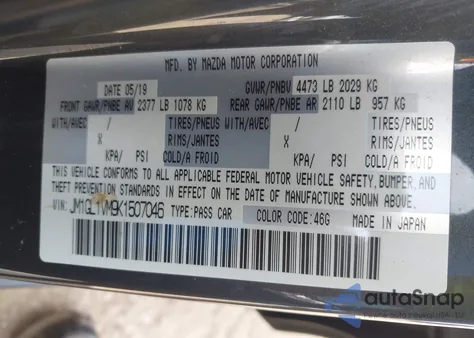 MFD. BY MAZDA MOTOR CORPORATION
DATE 05/19 GVWR/PNBV 4473 LB 2029 KG
FRONT GAWR/PNBE AV 2377 LB 1078 KG REAR GAWR/PNBE AR 2110 LB 957 KG
WITH/AVEC / TIRES/PNEUS WITH/AVEC / TIRES/PNEUS
X RIMS/JANTES X RIMS/JANTES
KPA/ PSI COLD/A FROID KPA/ PSI COLD/A FROID
THIS VEHICLE CONFORMS TO ALL APPLICABLE FEDERAL MOTOR VEHICLE SAFETY, BUMPER, AND
THEFT PREVENTION STANDARDS IN EFFECT ON THE DATE OF MANUFACTURE SHOWN ABOVE.
VIN: JM1GL1VM9K1507046 TYPE:PASS CAR COLOR CODE:46G MADE IN JAPAN
autoSnap